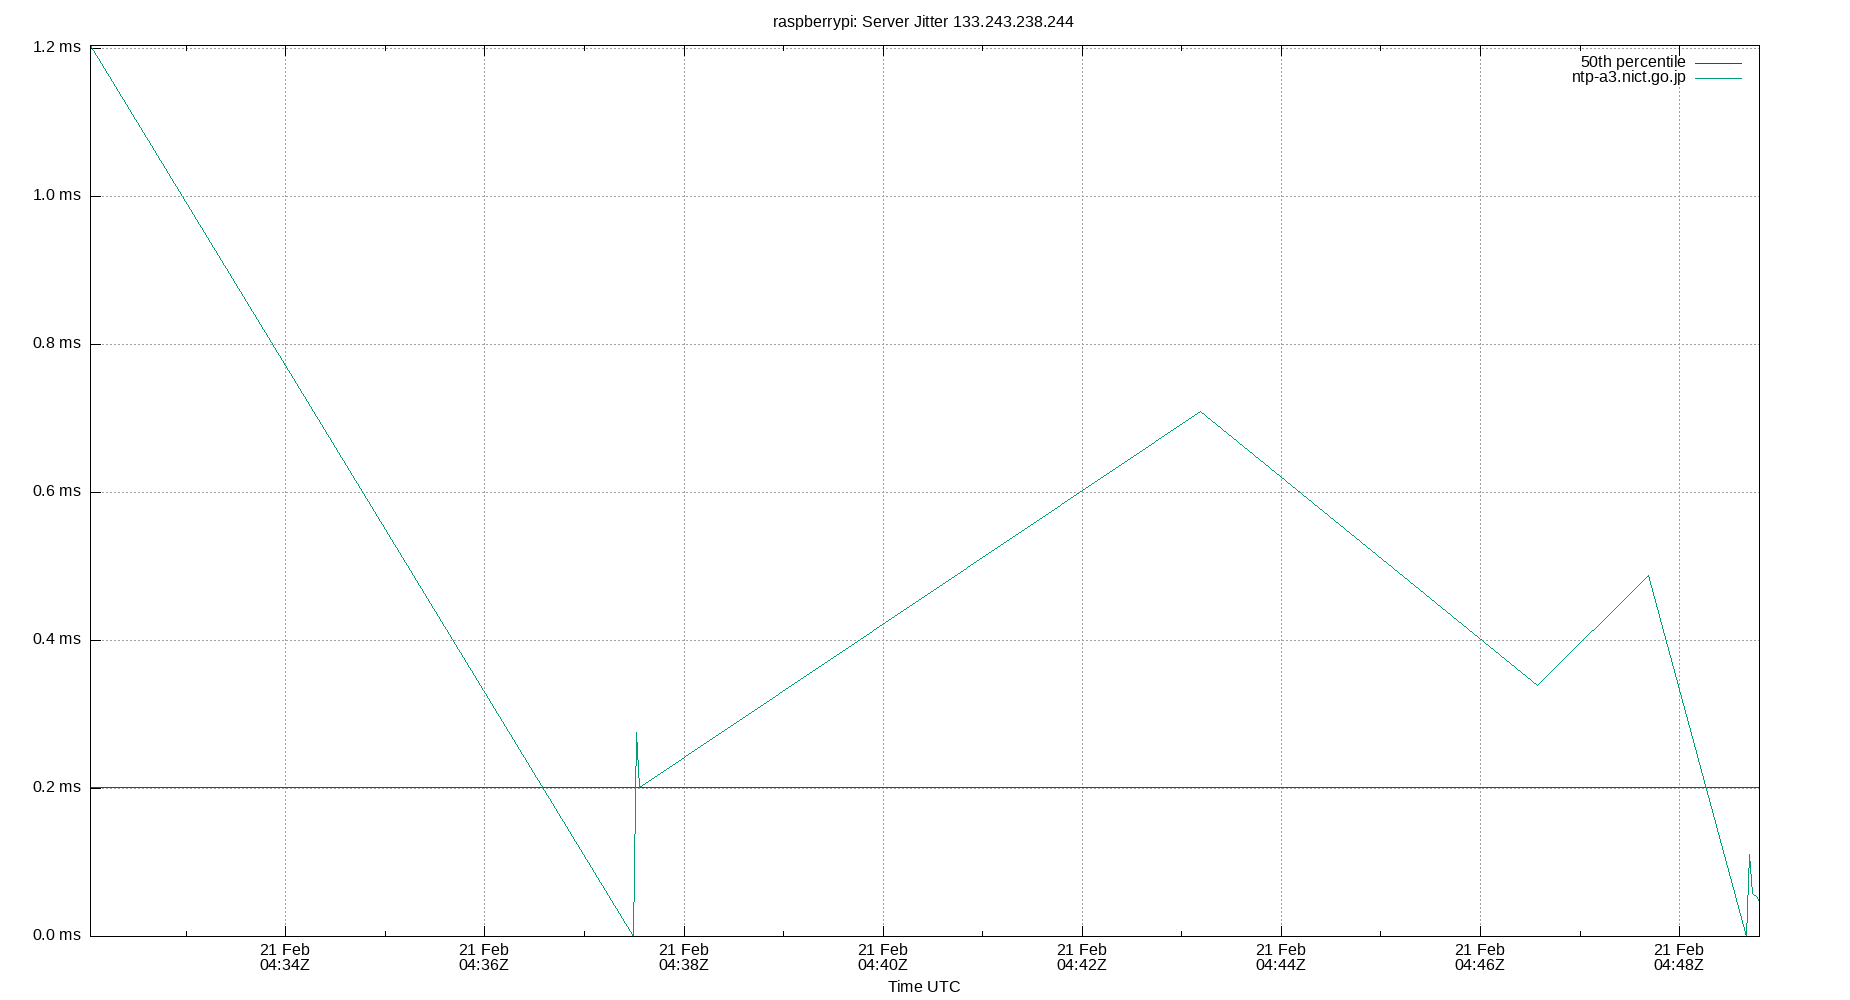 raspberrypi: Server Jitter 133.243.238.244
1.2 ms
50th percentile
ntp-a3.nict.go.jp
1.0 ms
0.8 ms
0.6 ms
0.4 ms
0.2 ms
0.0 ms
21 Feb 21 Feb 21 Feb 21 Feb 21 Feb 21 Feb 21 Feb 21 Feb
04:34Z 04:36Z 04:38Z 04:40Z 04:42Z 04:44Z 04:46Z 04:48Z
Time UTC